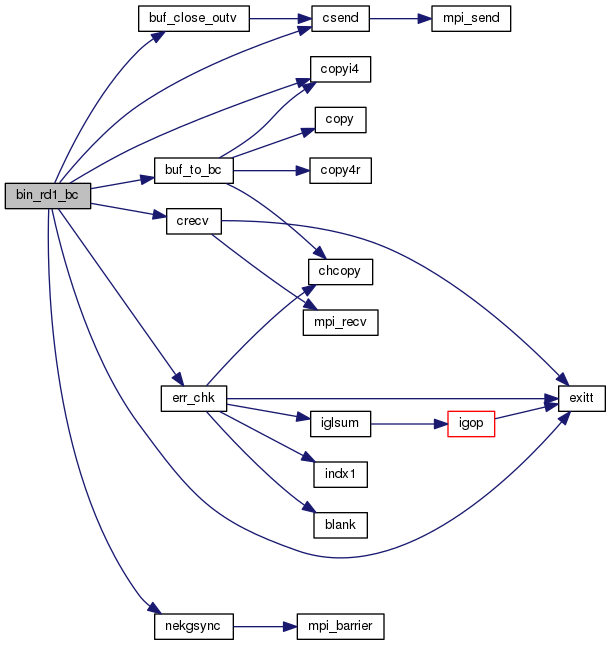 buf_close_outv
csend
mpi_send
copyi4
copy
buf_to_bc
copy4r
bin_rd1_bc
crecv
chcopy
mpi_recv
err_chk
exitt
iglsum
igop
indx1
blank
nekgsync
mpi_barrier